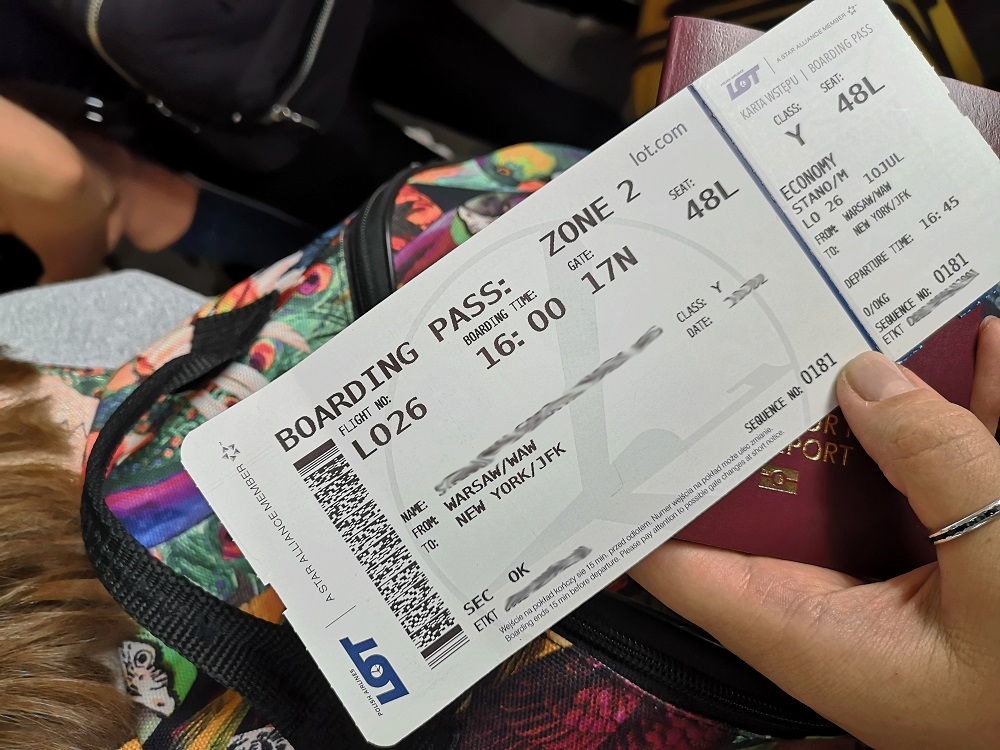 lot.com
BOARDING PASS: ZONE 2
FLIGHT NO: BOARDING TIME: GATE: SEAT:
LO26 16:00 17N 48L
NAME: CLASS: Y
FROM: WARSAW/WAW DATE:
TO: NEW YORK/JFK
SEQUENCE NO: 0181
SEC OK
ETKT
Wejście na pokład kończy się 15 min. przed odlotem. Numer wejścia na pokład może ulec zmianie.
Boarding ends 15 min before departure. Please pay attention to possible gate changes at short notice.
A STAR ALLIANCE MEMBER
LOT
POLISH AIRLINES
LOT A STAR ALLIANCE MEMBER
KARTA WSTĘPU | BOARDING PASS
CLASS: SEAT:
Y 48L
ECONOMY
STANO/M
LO 26 10JUL
FROM: WARSAW/WAW
TO: NEW YORK/JFK
DEPARTURE TIME: 16:45
0/0KG
SEQUENCE NO: 0181
ETKT
PORT